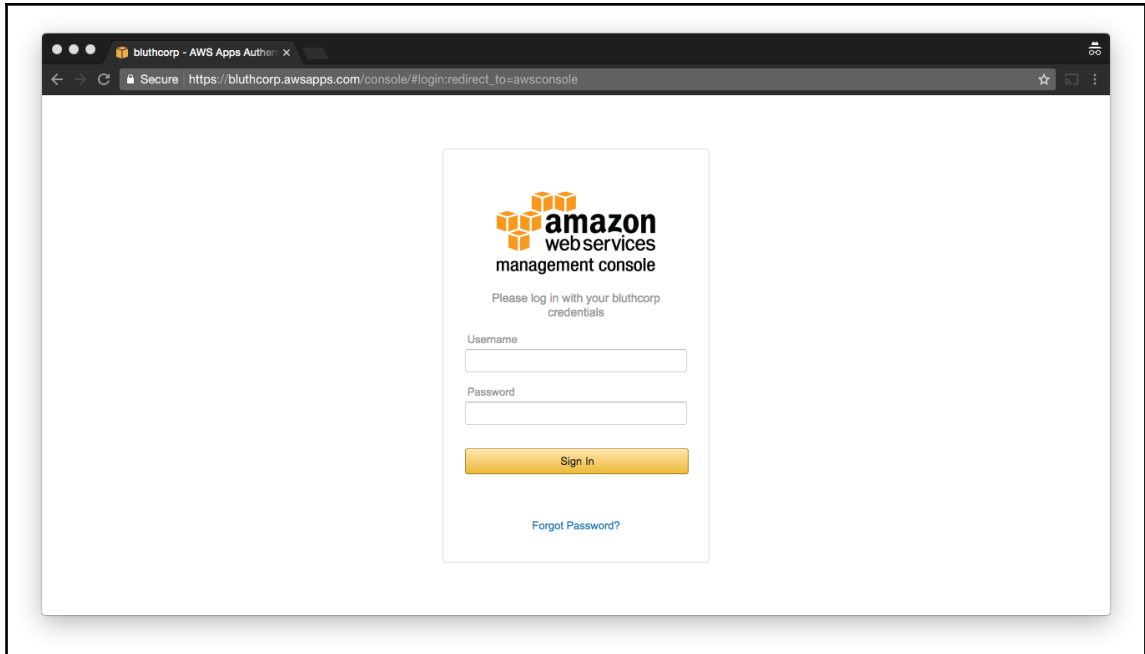 bluthcorp - AWS Apps Authen
Secure https://bluthcorp.awsapps.com/console/#login:redirect_to=awsconsole
amazon
web services
management console
Please log in with your bluthcorp
credentials
Username
Password
Sign In
Forgot Password?